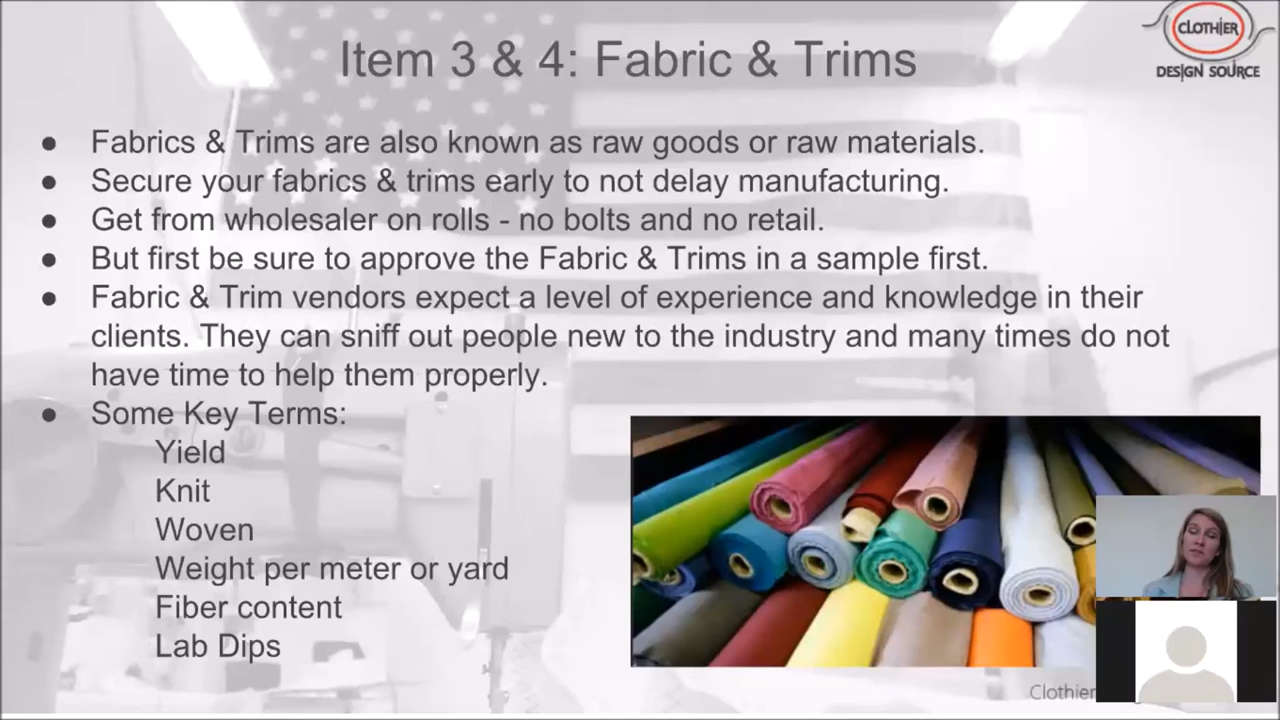 Item 3 & 4: Fabric & Trims
CLOTHIER
DESIGN SOURCE
● Fabrics & Trims are also known as raw goods or raw materials.
● Secure your fabrics & trims early to not delay manufacturing.
● Get from wholesaler on rolls - no bolts and no retail.
● But first be sure to approve the Fabric & Trims in a sample first.
● Fabric & Trim vendors expect a level of experience and knowledge in their
clients. They can sniff out people new to the industry and many times do not
have time to help them properly.
● Some Key Terms:
Yield
Knit
Woven
Weight per meter or yard
Fiber content
Lab Dips
Clothier